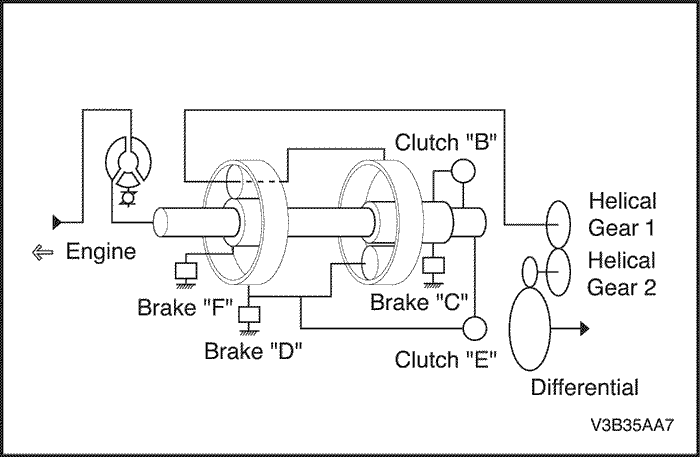 Clutch "B"
Helical
Gear 1
Engine
Helical
Gear 2
Brake "F"
Brake "C"
Brake "D"
Clutch "E"
Differential
V3B35AA7